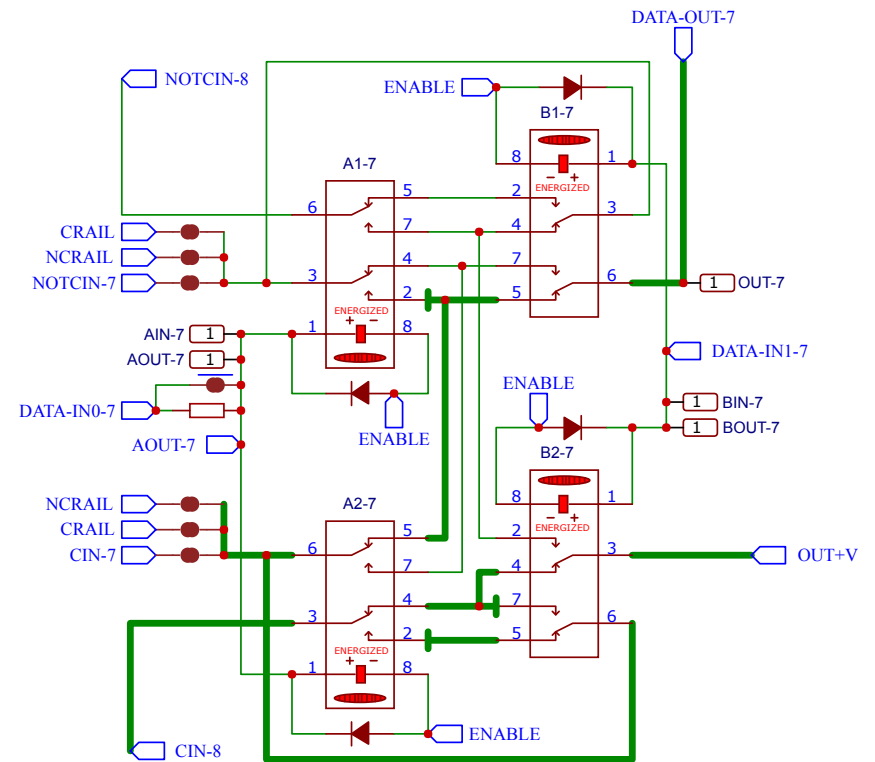 DATA-OUT-7
NOTCIN-8
ENABLE
B1-7
8 1
− +
ENERGIZED
A1-7
5 2
6 3
7 4
CRAIL
NCRAIL
4 7
NOTCIN-7
3 6
1 OUT-7
2 5
ENERGIZED
+ −
AIN-7 1
1 8
AOUT-7 1
DATA-IN1-7
ENABLE
DATA-IN0-7
1 BIN-7
1 BOUT-7
ENABLE
AOUT-7
B2-7
8 1
− +
ENERGIZED
NCRAIL
A2-7
CRAIL
5 2
CIN-7
6 3
OUT+V
7 4
4 7
3 6
2 5
ENERGIZED
+ −
1 8
ENABLE
CIN-8